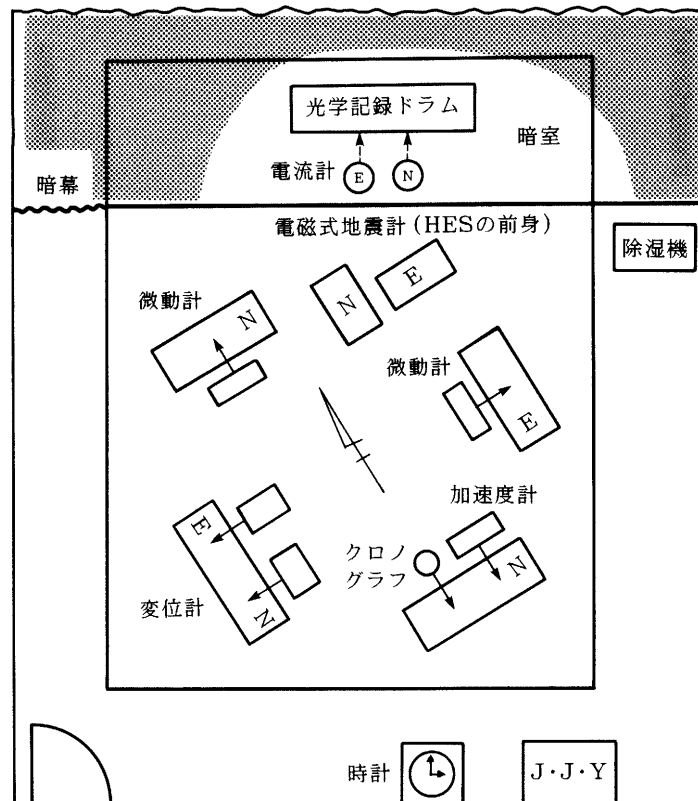 光学記録ドラム
暗室
電流計
E
N
暗幕
電磁式地震計(HESの前身)
除湿機
微動計
N
N
E
微動計
E
加速度計
E
クロノ
グラフ
N
変位計
N
時計
J・J・Y